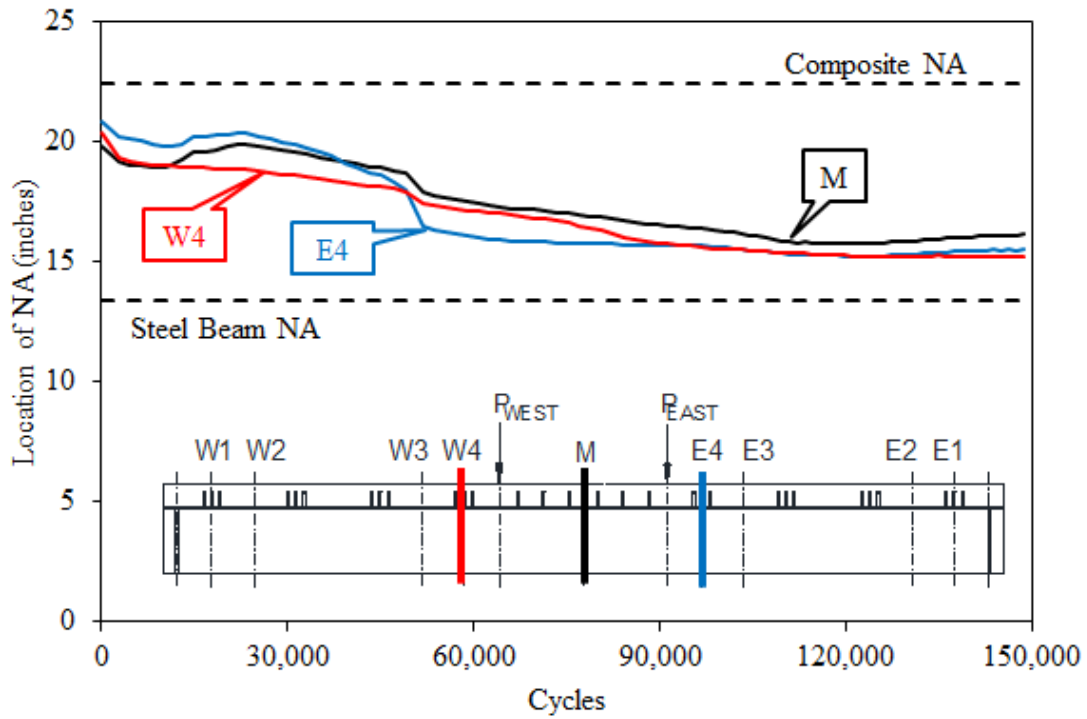 25
Composite NA
20
M
W4
E4
15
Steel Beam NA
Location of NA (inches)
10
PWEST
PEAST
W1
W2
W3
W4
M
E4
E3
E2
E1
5
0
0
30,000
60,000
90,000
120,000
150,000
Cycles